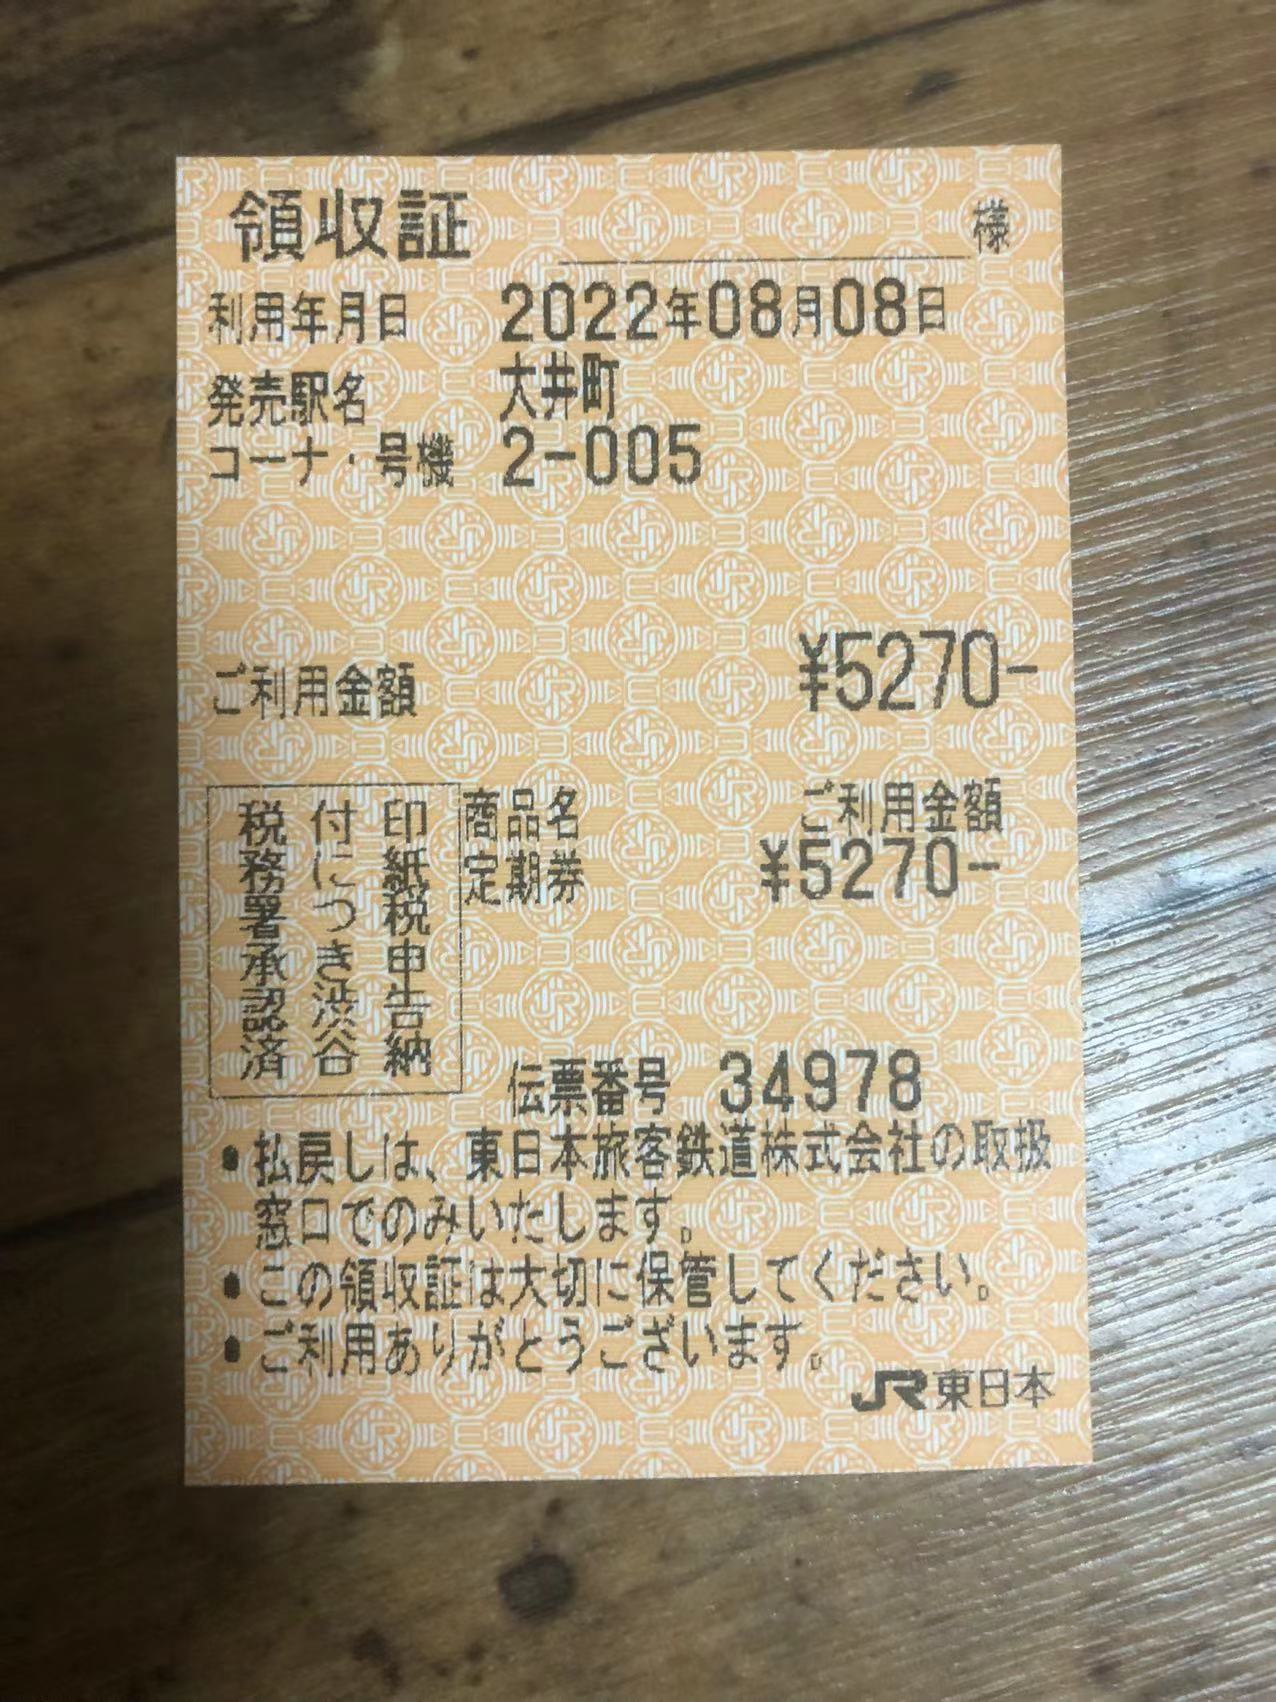 領収証 様
利用年月日 2022年08月08日
発売駅名 大井町
コーナ・号機 2-005
ご利用金額 ¥5270-
印紙税申告納
付につき渋谷
税務署承認済
商品名 ご利用金額
定期券 ¥5270-
伝票番号 34978
・払戻しは、東日本旅客鉄道株式会社の取扱
窓口でのみいたします。
・この領収証は大切に保管してください。
・ご利用ありがとうございます。
JR東日本